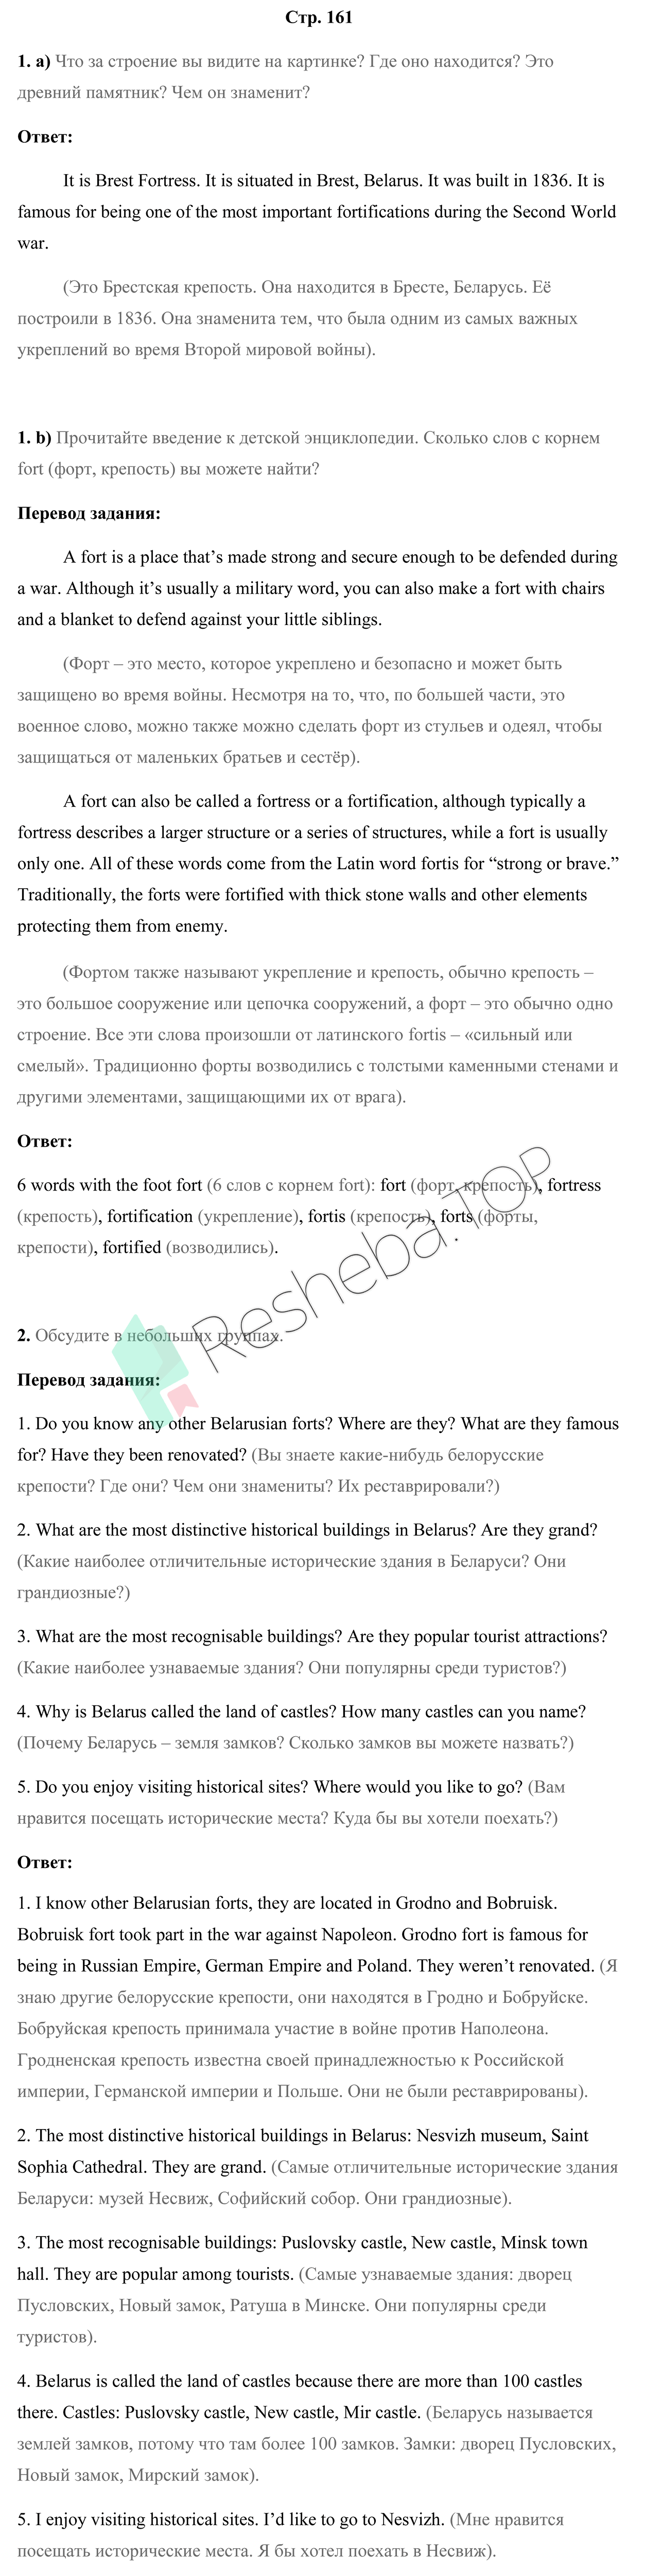 Стр. 161
1. a) Что за строение вы видите на картинке? Где оно находится? Это
древний памятник? Чем он знаменит?
Ответ:
It is Brest Fortress. It is situated in Brest, Belarus. It was built in 1836. It is
famous for being one of the most important fortifications during the Second World
war.
(Это Брестская крепость. Она находится в Бресте, Беларусь. Её
построили в 1836. Она знаменита тем, что была одним из самых важных
укреплений во время Второй мировой войны).
1. b) Прочитайте введение к детской энциклопедии. Сколько слов с корнем
fort (форт, крепость) вы можете найти?
Перевод задания:
A fort is a place that’s made strong and secure enough to be defended during
a war. Although it’s usually a military word, you can also make a fort with chairs
and a blanket to defend against your little siblings.
(Форт – это место, которое укреплено и безопасно и может быть
защищено во время войны. Несмотря на то, что, по большей части, это
военное слово, можно также можно сделать форт из стульев и одеял, чтобы
защищаться от маленьких братьев и сестёр).
A fort can also be called a fortress or a fortification, although typically a
fortress describes a larger structure or a series of structures, while a fort is usually
only one. All of these words come from the Latin word fortis for “strong or brave.”
Traditionally, the forts were fortified with thick stone walls and other elements
protecting them from enemy.
(Фортом также называют укрепление и крепость, обычно крепость –
это большое сооружение или цепочка сооружений, а форт – это обычно одно
строение. Все эти слова произошли от латинского fortis – «сильный или
смелый». Традиционно форты возводились с толстыми каменными стенами и
другими элементами, защищающими их от врага).
Ответ:
6 words with the foot fort (6 слов с корнем fort): fort (форт, крепость), fortress
(крепость), fortification (укрепление), fortis (крепость), forts (форты,
крепости), fortified (возводились).
Resheba.TOP
2. Обсудите в небольших группах.
Перевод задания:
1. Do you know any other Belarusian forts? Where are they? What are they famous
for? Have they been renovated? (Вы знаете какие-нибудь белорусские
крепости? Где они? Чем они знамениты? Их реставрировали?)
2. What are the most distinctive historical buildings in Belarus? Are they grand?
(Какие наиболее отличительные исторические здания в Беларуси? Они
грандиозные?)
3. What are the most recognisable buildings? Are they popular tourist attractions?
(Какие наиболее узнаваемые здания? Они популярны среди туристов?)
4. Why is Belarus called the land of castles? How many castles can you name?
(Почему Беларусь – земля замков? Сколько замков вы можете назвать?)
5. Do you enjoy visiting historical sites? Where would you like to go? (Вам
нравится посещать исторические места? Куда бы вы хотели поехать?)
Ответ:
1. I know other Belarusian forts, they are located in Grodno and Bobruisk.
Bobruisk fort took part in the war against Napoleon. Grodno fort is famous for
being in Russian Empire, German Empire and Poland. They weren’t renovated. (Я
знаю другие белорусские крепости, они находятся в Гродно и Бобруйске.
Бобруйская крепость принимала участие в войне против Наполеона.
Гродненская крепость известна своей принадлежностью к Российской
империи, Германской империи и Польше. Они не были реставрированы).
2. The most distinctive historical buildings in Belarus: Nesvizh museum, Saint
Sophia Cathedral. They are grand. (Самые отличительные исторические здания
Беларуси: музей Несвиж, Софийский собор. Они грандиозные).
3. The most recognisable buildings: Puslovsky castle, New castle, Minsk town
hall. They are popular among tourists. (Самые узнаваемые здания: дворец
Пусловских, Новый замок, Ратуша в Минске. Они популярны среди
туристов).
4. Belarus is called the land of castles because there are more than 100 castles
there. Castles: Puslovsky castle, New castle, Mir castle. (Беларусь называется
землей замков, потому что там более 100 замков. Замки: дворец Пусловских,
Новый замок, Мирский замок).
5. I enjoy visiting historical sites. I’d like to go to Nesvizh. (Мне нравится
посещать исторические места. Я бы хотел поехать в Несвиж).